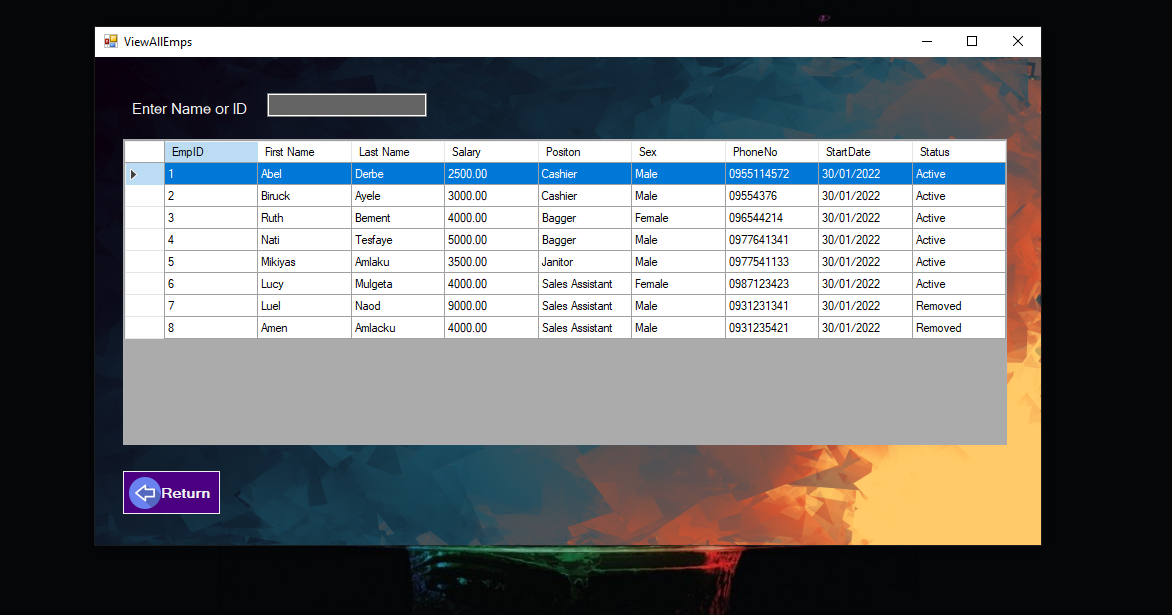 ViewAllEmps
Enter Name or ID
EmpID First Name Last Name Salary Positon Sex PhoneNo StartDate Status
1 Abel Derbe 2500.00 Cashier Male 0955114572 30/01/2022 Active
2 Biruck Ayele 3000.00 Cashier Male 09554376 30/01/2022 Active
3 Ruth Bement 4000.00 Bagger Female 096544214 30/01/2022 Active
4 Nati Tesfaye 5000.00 Bagger Male 0977641341 30/01/2022 Active
5 Mikiyas Amlaku 3500.00 Janitor Male 0977541133 30/01/2022 Active
6 Lucy Mulgeta 4000.00 Sales Assistant Female 0987123423 30/01/2022 Active
7 Luel Naod 9000.00 Sales Assistant Male 0931231341 30/01/2022 Removed
8 Amen Amlacku 4000.00 Sales Assistant Male 0931235421 30/01/2022 Removed
Return